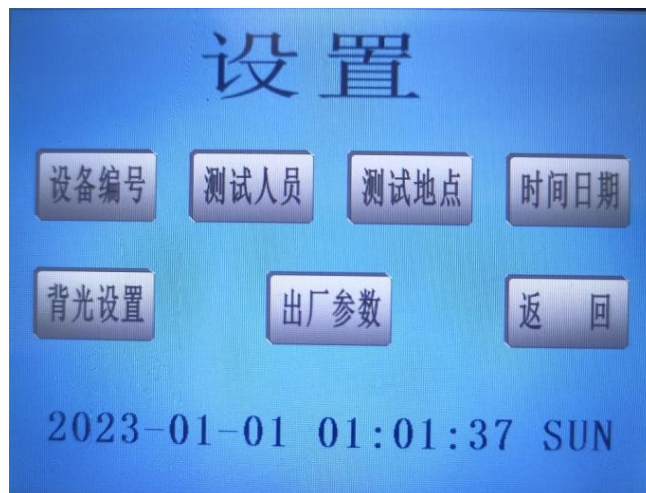 设置
设备编号 测试人员 测试地点 时间日期
背光设置 出厂参数 返 回
2023-01-01 01:01:37 SUN